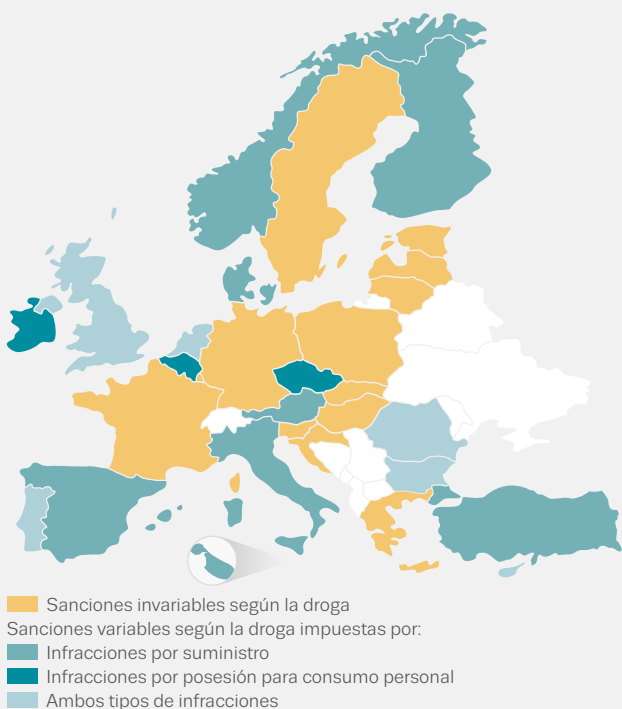 Sanciones invariables según la droga
Sanciones variables según la droga impuestas por:
Infracciones por suministro
Infracciones por posesión para consumo personal
Ambos tipos de infracciones